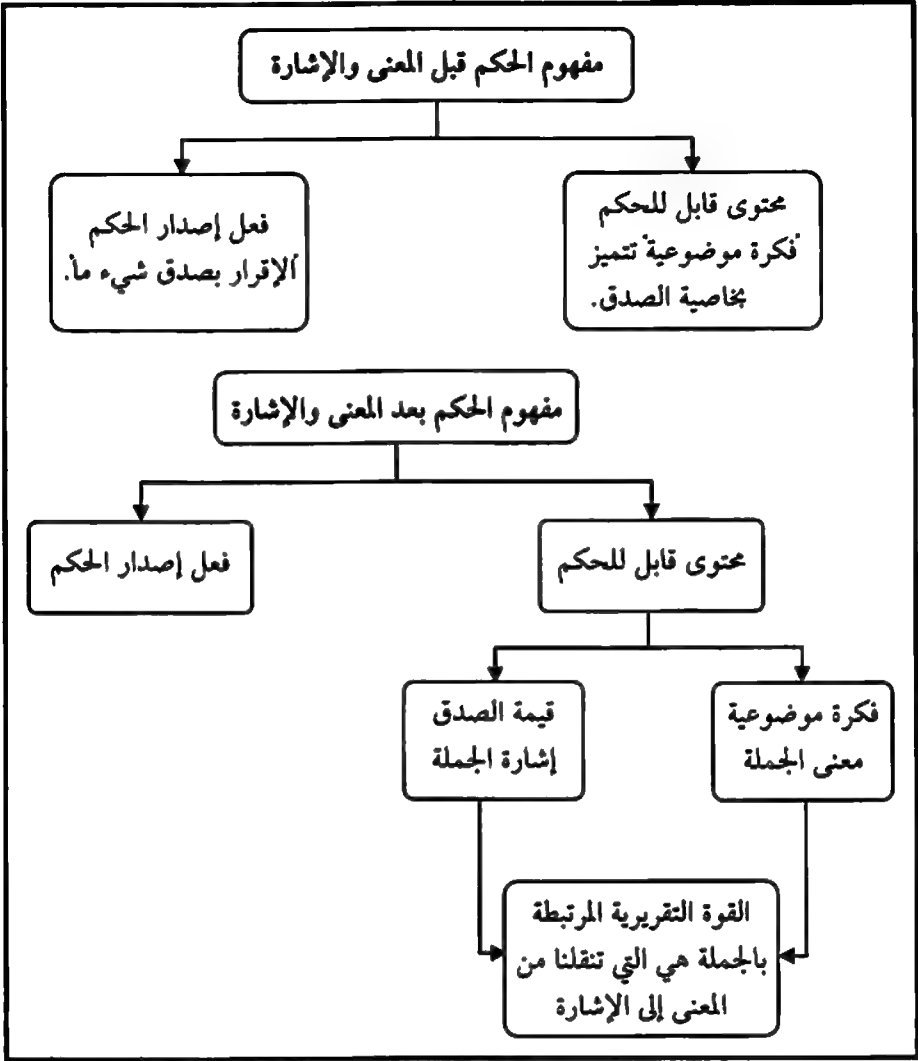 مفهوم الحكم قبل المعنى والإشارة
محتوى قابل للحكم
"فكرة موضوعية" تتميز
بخاصية الصدق.
فعل إصدار الحكم
"الإقرار بصدق شيء ما".
مفهوم الحكم بعد المعنى والإشارة
محتوى قابل للحكم
فعل إصدار الحكم
فكرة موضوعية
معنى الجملة
قيمة الصدق
إشارة الجملة
القوة التقريرية المرتبطة
بالجملة هي التي تنقلنا من
المعنى إلى الإشارة